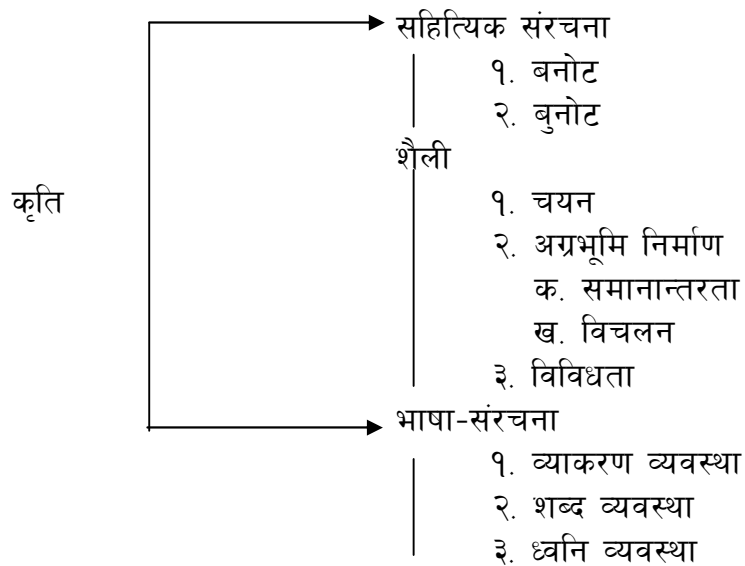 सहित्यिक संरचना
१. बनोट
२. बुनोट
शैली
कृति
१. चयन
२. अग्रभूमि निर्माण
क. समानान्तरता
ख. विचलन
३. विविधता
भाषा-संरचना
१. व्याकरण व्यवस्था
२. शब्द व्यवस्था
३. ध्वनि व्यवस्था